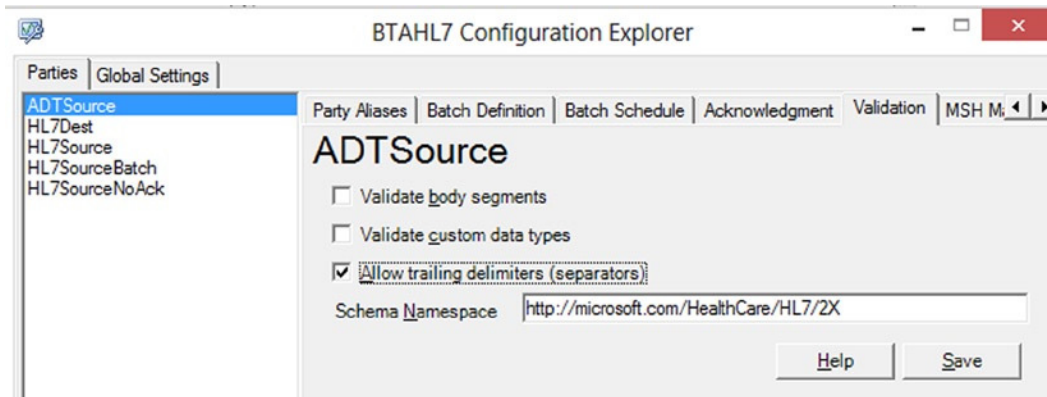 BTAHL7 Configuration Explorer
Parties Global Settings
ADTSource
HL7Dest
HL7Source
HL7SourceBatch
HL7SourceNoAck
Party Aliases Batch Definition Batch Schedule Acknowledgment Validation MSH
ADTSource
Validate body segments
Validate custom data types
Allow trailing delimiters (separators)
Schema Namespace http://microsoft.com/HealthCare/HL7/2X
Help Save